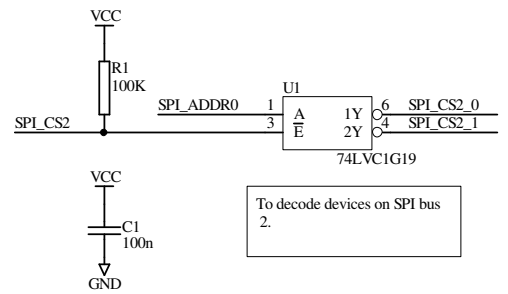 VCC
R1
100K
U1
SPI_ADDR0 1 A 1Y 6 SPI_CS2_0
SPI_CS2 3 E 2Y 4 SPI_CS2_1
74LVC1G19
VCC
C1
100n
GND
To decode devices on SPI bus
2.